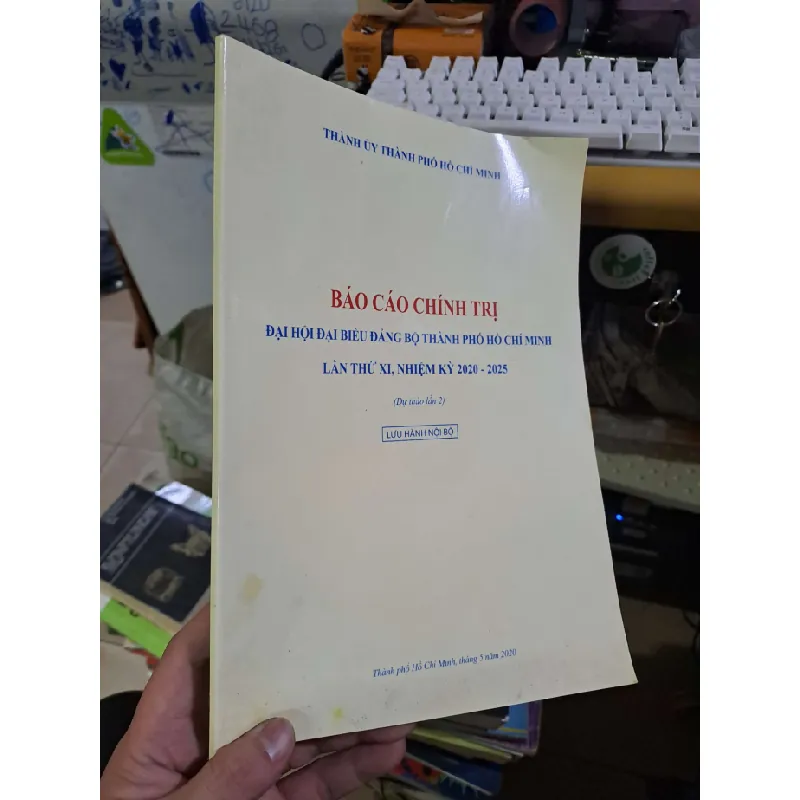 THÀNH ỦY THÀNH PHỐ HỒ CHÍ MINH
BÁO CÁO CHÍNH TRỊ
ĐẠI HỘI ĐẠI BIỂU ĐẢNG BỘ THÀNH PHỐ HỒ CHÍ MINH
LẦN THỨ XI, NHIỆM KỲ 2020 - 2025
(Dự thảo lần 2)
LƯU HÀNH NỘI BỘ
Thành phố Hồ Chí Minh, tháng 5 năm 2020